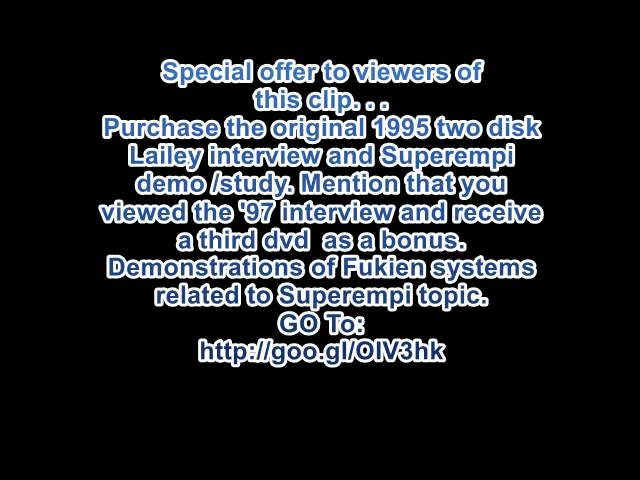 Special offer to viewers of
this clip. . .
Purchase the original 1995 two disk
Lailey interview and Superempi
demo /study. Mention that you
viewed the '97 interview and receive
a third dvd  as a bonus.
Demonstrations of Fukien systems
related to Superempi topic.
GO To:
http://goo.gl/OIV3hk